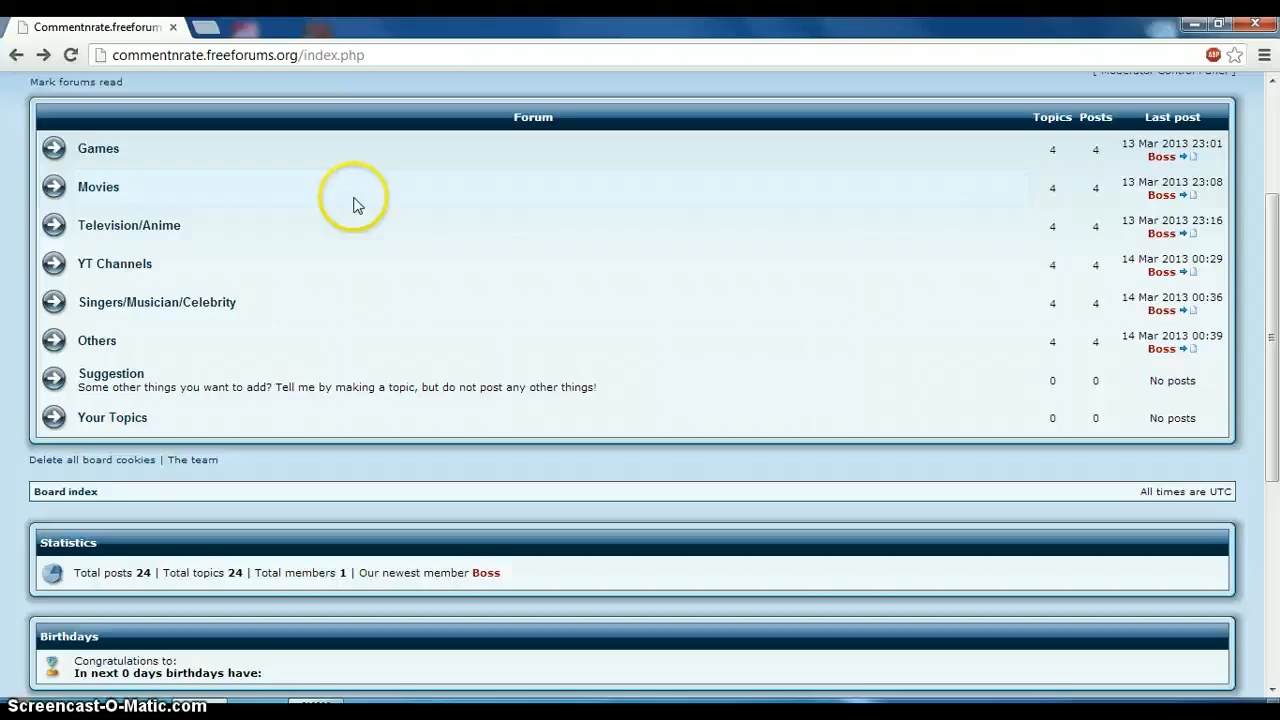 Commentnrate.freeforum
commentnrate.freeforums.org/index.php
ABP
Mark forums read
[ Moderator Control Panel ]
Forum Topics Posts Last post
Games 4 4 13 Mar 2013 23:01
Boss
Movies 4 4 13 Mar 2013 23:08
Boss
Television/Anime 4 4 13 Mar 2013 23:16
Boss
YT Channels 4 4 14 Mar 2013 00:29
Boss
Singers/Musician/Celebrity 4 4 14 Mar 2013 00:36
Boss
Others 4 4 14 Mar 2013 00:39
Boss
Suggestion
Some other things you want to add? Tell me by making a topic, but do not post any other things! 0 0 No posts
Your Topics 0 0 No posts
Delete all board cookies | The team
Board index All times are UTC
Statistics
Total posts 24 | Total topics 24 | Total members 1 | Our newest member Boss
Birthdays
Congratulations to:
In next 0 days birthdays have:
Screencast-O-Matic.com